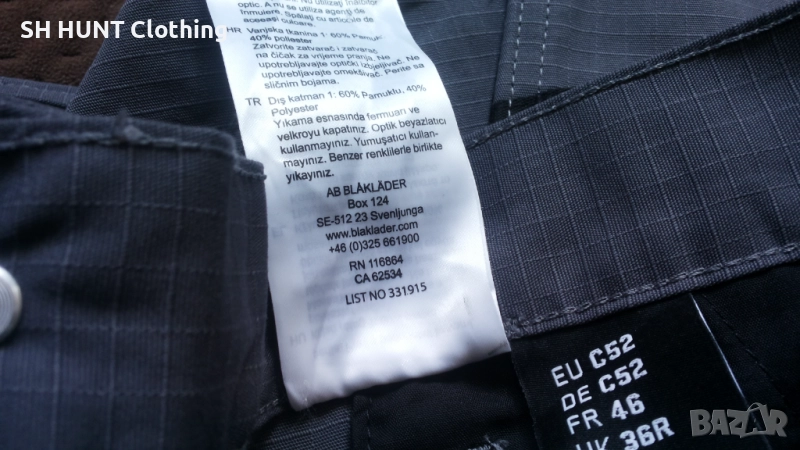 SH HUNT Clothing
optic. A nu se utiliza agenți de
înmuiere. Spălați cu articole de
aceeași culoare.
HR Vanjska tkanina 1: 60% Pamuk
40% poliester
Zatvorite zatvarač i zatvarač
na čičak za vrijeme pranja. Ne
upotrebljavajte optički izbjeljivač. Ne
upotrebljavajte omekšivač. Perite sa
sličnim bojama.
TR Dış katman 1: 60% Pamuktu, 40%
Polyester
Yıkama esnasında fermuarı ve
velkroyu kapatınız. Optik beyazlatıcı
kullanmayınız. Yumuşatıcı kullan-
mayınız. Benzer renklilerle birlikte
yıkayınız.
AB BLÅKLÄDER
Box 124
SE-512 23 Svenljunga
www.blaklader.com
+46 (0)325 661900
RN 116864
CA 62534
LIST NO 331915
EU C52
DE C52
FR 46
UK 36R
BAZAR